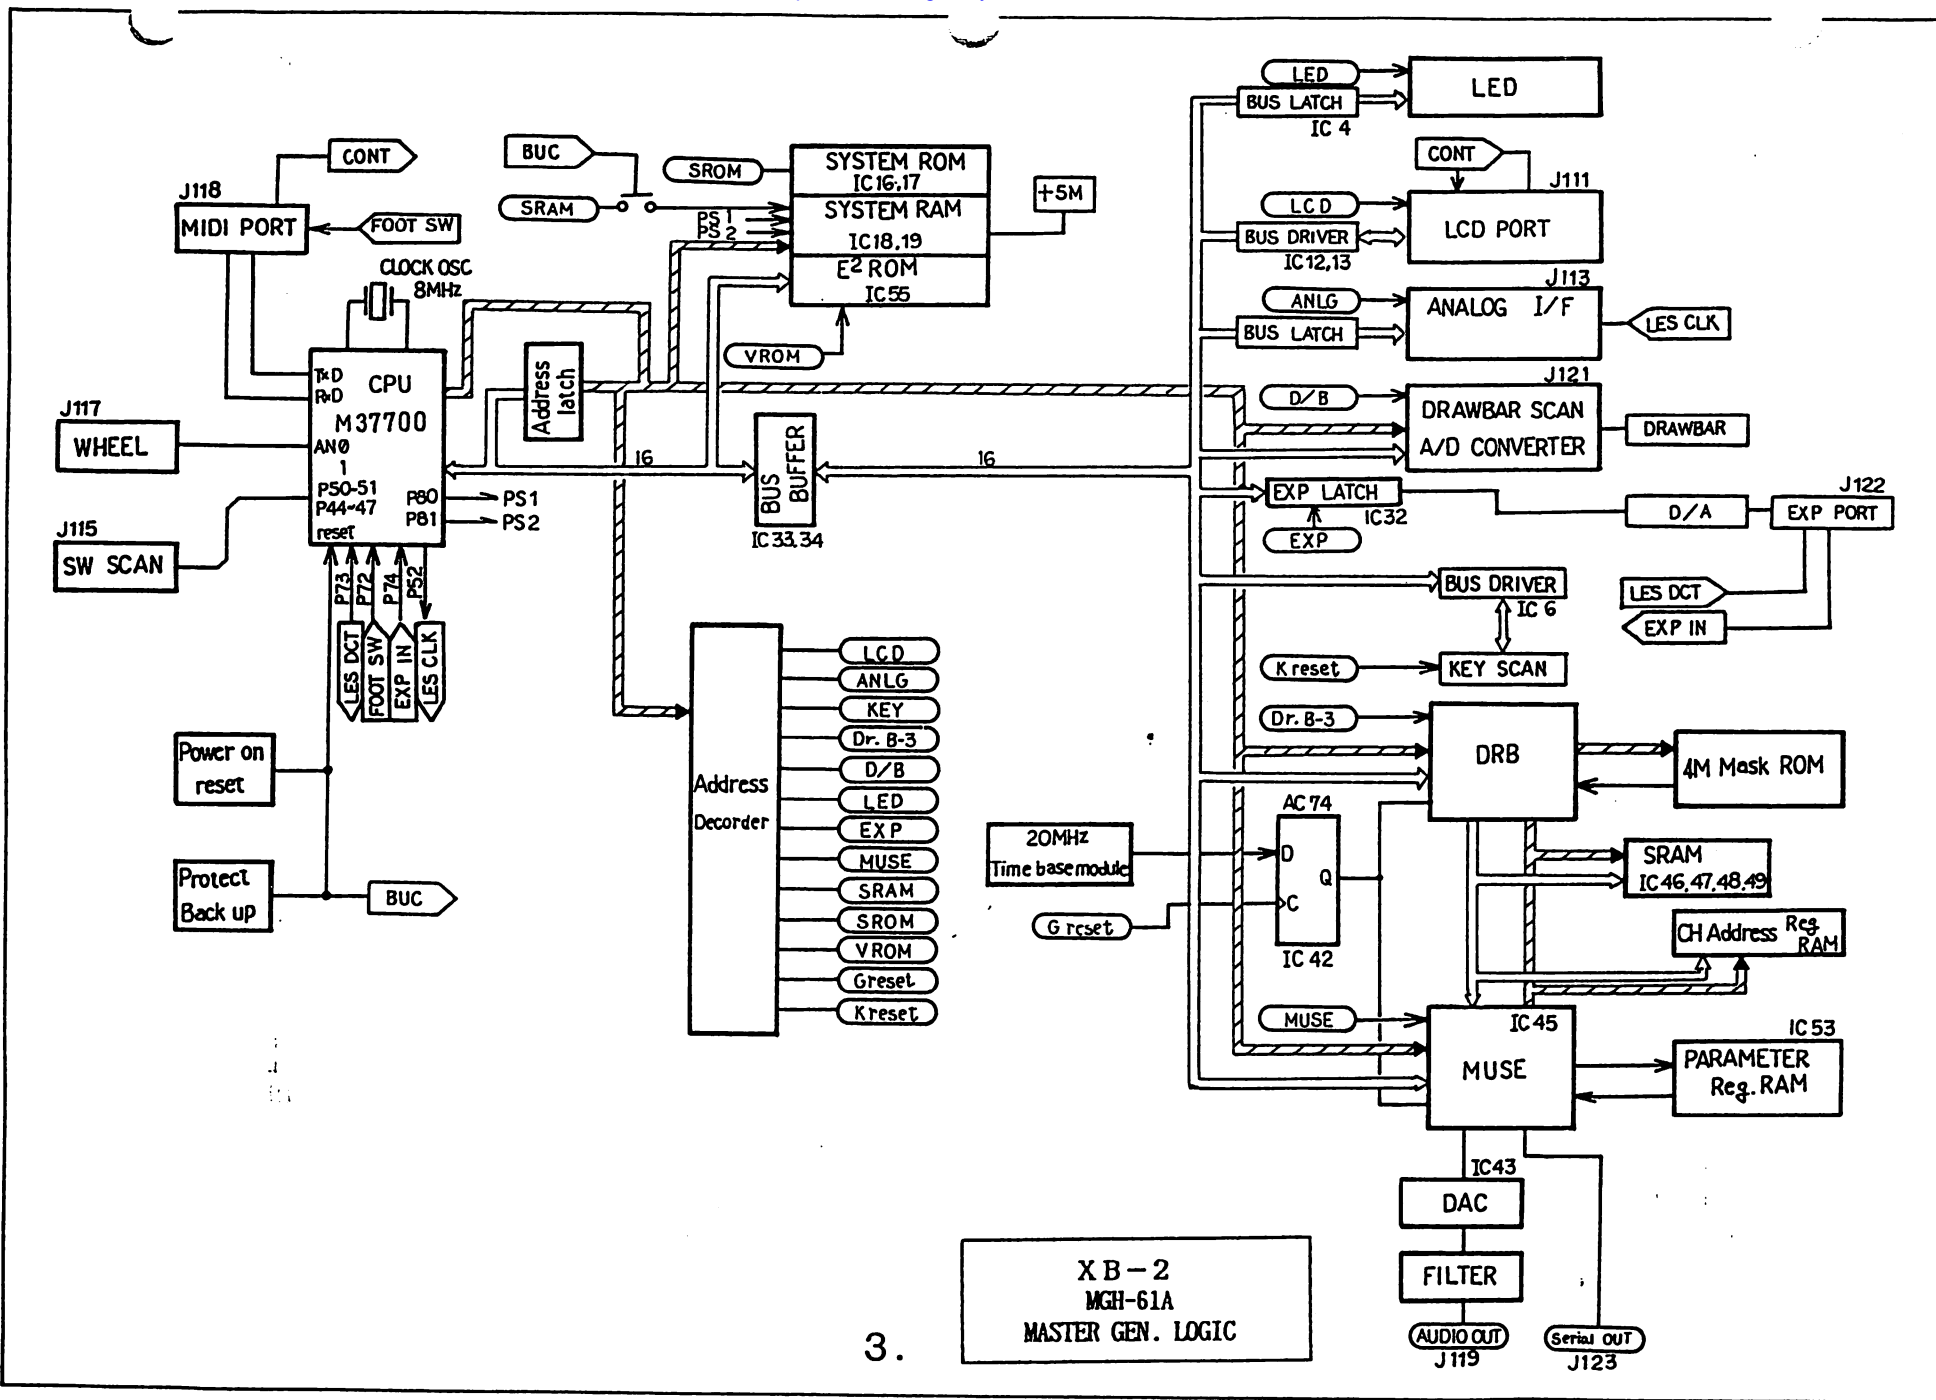 LED
BUS LATCH
IC 4
LED
CONT
BUC
SROM
SYSTEM ROM
IC16,17
SRAM
PS1
PS2
SYSTEM RAM
IC18,19
+5M
E2 ROM
IC55
VROM
CONT
J111
LCD
BUS DRIVER
IC12,13
LCD PORT
J118
MIDI PORT
FOOT SW
CLOCK OSC
8MHz
J113
ANLG
BUS LATCH
ANALOG I/F
LES CLK
TxD
RxD
CPU
M37700
AN0
1
P50-51
P44-47
reset
P80
P81
PS1
PS2
Address
latch
J117
WHEEL
J115
SW SCAN
16
BUS
BUFFER
IC33,34
16
J121
D/B
DRAWBAR SCAN
A/D CONVERTER
DRAWBAR
EXP LATCH
IC32
EXP
D/A
J122
EXP PORT
LES DCT
EXP IN
P73
P72
P74
P52
LES DCT
FOOT SW
EXP IN
LES CLK
BUS DRIVER
IC 6
K reset
KEY SCAN
Power on
reset
Protect
Back up
BUC
Address
Decorder
LCD
ANLG
KEY
Dr. B-3
D/B
LED
EXP
MUSE
SRAM
SROM
VROM
Greset
Kreset
Dr. B-3
DRB
4M Mask ROM
AC 74
20MHz
Time base module
D
Q
C
G reset
IC 42
SRAM
IC46,47,48,49
CH Address Reg
RAM
MUSE
IC45
MUSE
IC 53
PARAMETER
Reg. RAM
IC43
DAC
FILTER
AUDIO OUT
J119
Serial OUT
J123
XB-2
MGH-61A
MASTER GEN. LOGIC
3.